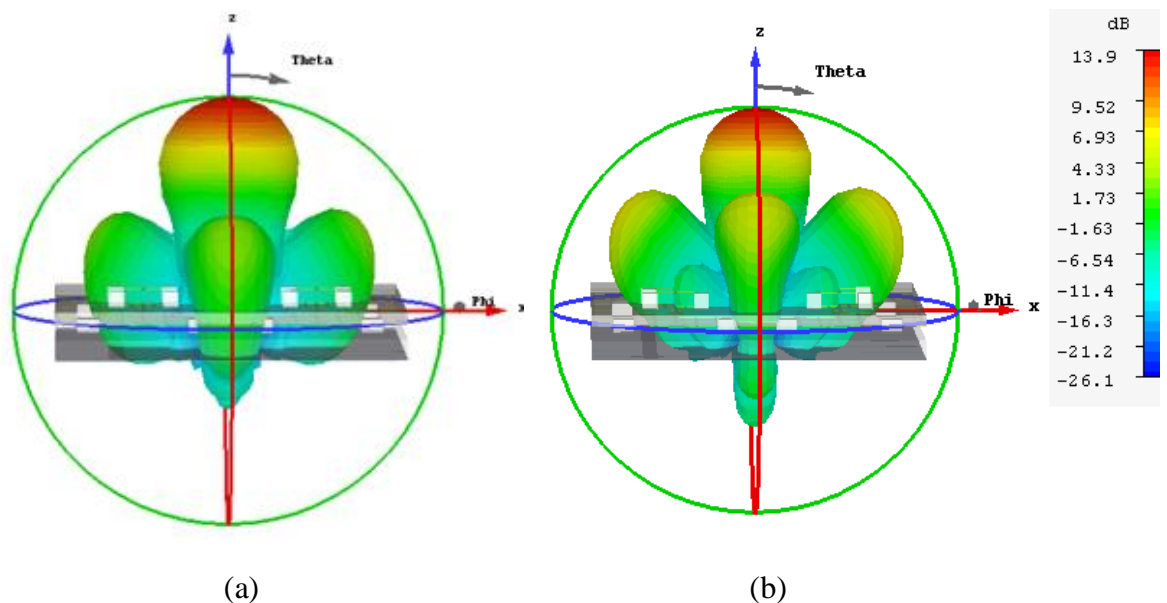 z
Theta
Phi
x
(a)
z
Theta
Phi
x
(b)
dB
13.9
9.52
6.93
4.33
1.73
-1.63
-6.54
-11.4
-16.3
-21.2
-26.1